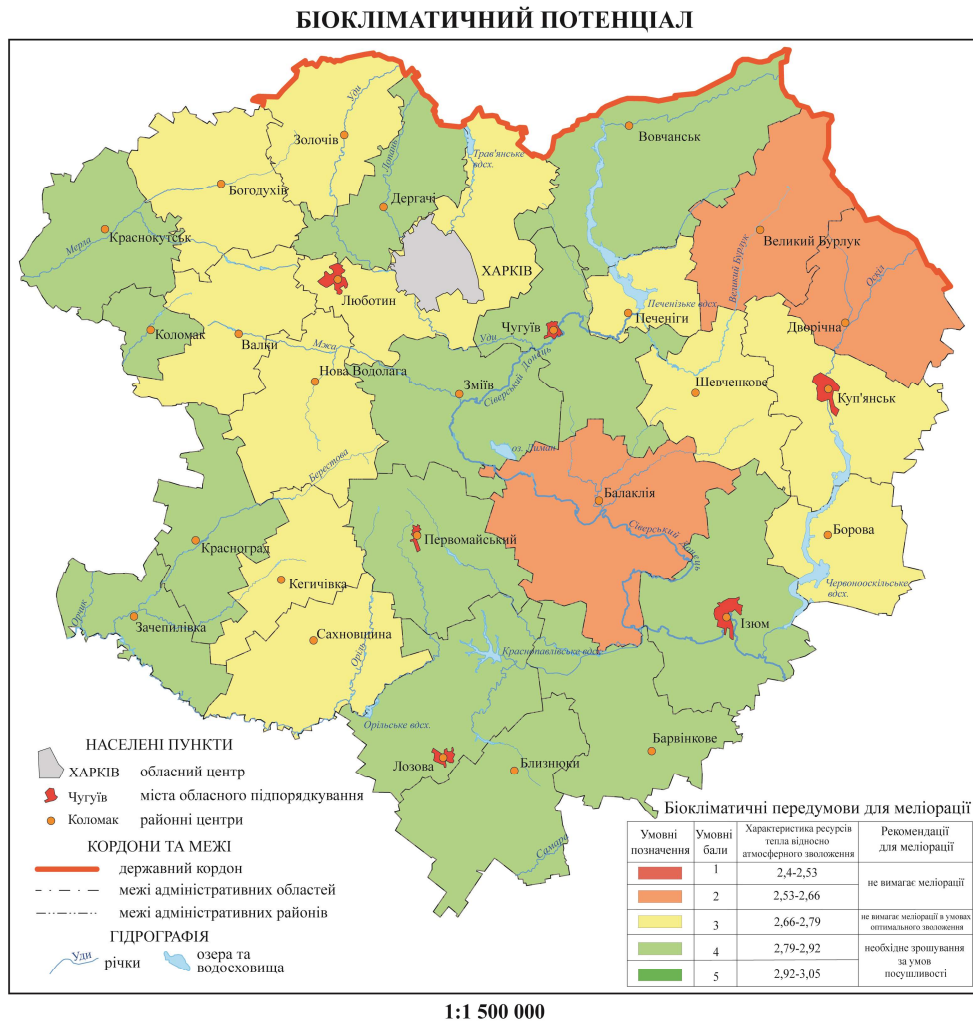 БІОКЛІМАТИЧНИЙ ПОТЕНЦІАЛ
Уди
Золочів
Лопань
Трав'янське
вдсх.
Вовчанськ
Богодухів
Дергачі
Мерла
Краснокутськ
Великий Бурлук
ХАРКІВ
Великий Бурлук
Оскіл
Люботин
Печенізьке вдсх.
Печеніги
Дворічна
Коломак
Валки
Мжа
Уди
Чугуїв
Нова Водолага
Зміїв
Сіверський Донець
Шевченкове
Куп'янськ
оз. Лиман
Берестова
Балаклія
Сіверський Донець
Борова
Красноград
Первомайський
Кегичівка
Червонооскільське
вдсх.
Орчик
Зачепилівка
Сахновщина
Оріль
Ізюм
Краснопавлівське вдсх.
Орільське вдсх.
Барвінкове
Лозова
Близнюки
Самара
НАСЕЛЕНІ ПУНКТИ
ХАРКІВ обласний центр
Чугуїв міста обласного підпорядкування
Коломак районні центри
КОРДОНИ ТА МЕЖІ
державний кордон
межі адміністративних областей
межі адміністративних районів
ГІДРОГРАФІЯ
Уди річки
озера та
водосховища
Біокліматичні передумови для меліорації
Умовні
позначення
Умовні
бали
Характеристика ресурсів
тепла відносно
атмосферного зволоження
Рекомендації
для меліорації
1 2,4-2,53
не вимагає меліорації
2 2,53-2,66
3 2,66-2,79
не вимагає меліорації в умовах
оптимального зволоження
4 2,79-2,92
необхідне зрошування
за умов
посушливості
5 2,92-3,05
1:1 500 000